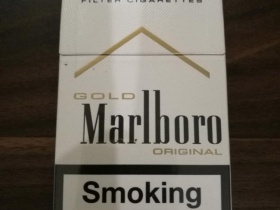 FILTER CIGARETTES
GOLD
Marlboro
ORIGINAL
Smoking